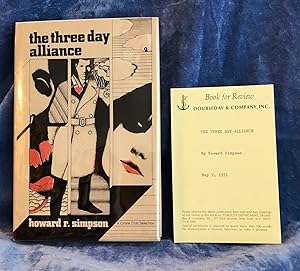 the three day
alliance
howard r. simpson
A Crime Club Selection
Book for Review
DOUBLEDAY & COMPANY, INC.
THE THREE DAY ALLIANCE
By Howard Simpson
May 7, 1971